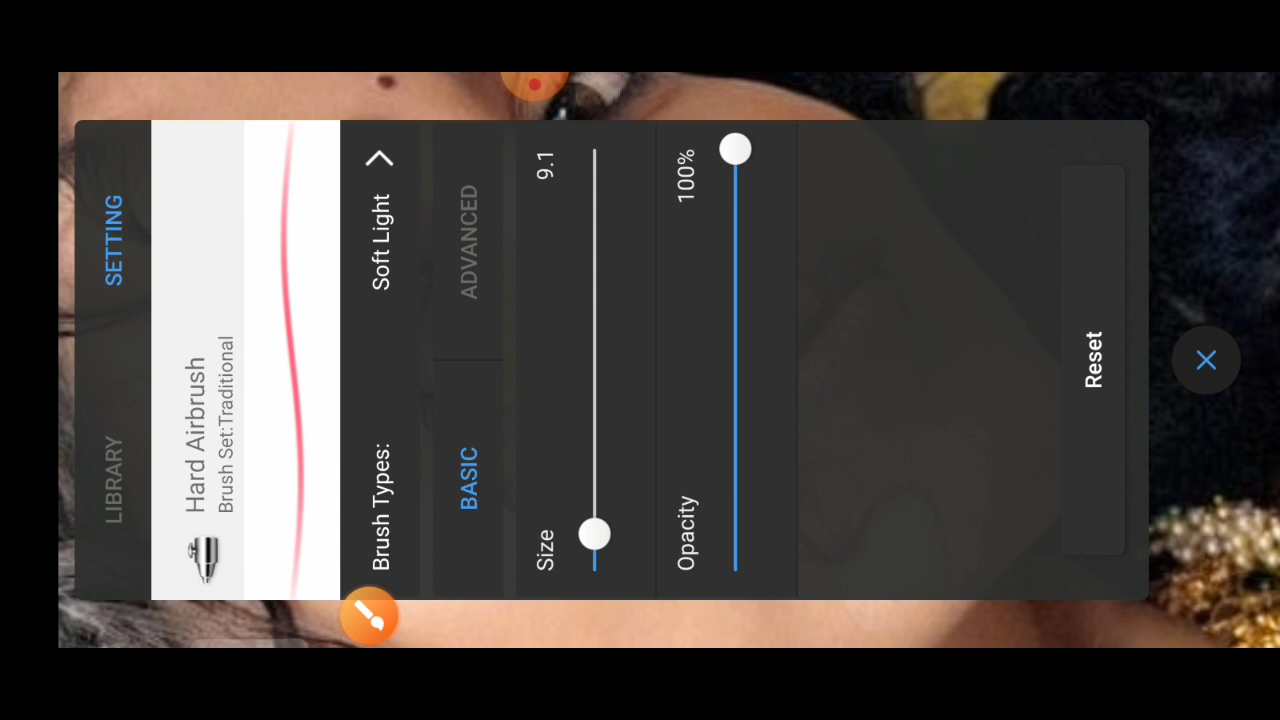 LIBRARY SETTING
Hard Airbrush
Brush Set:Traditional
Brush Types: Soft Light
BASIC ADVANCED
Size 9.1
Opacity 100%
Reset